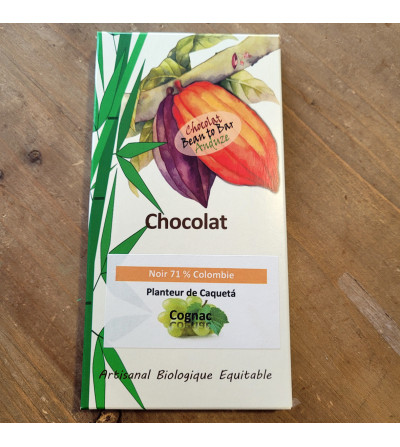 Chocolat
Bean to Bar
Anduze
Chocolat
Noir 71 % Colombie
Planteur de Caquetá
Cognac
Artisanal Biologique Equitable